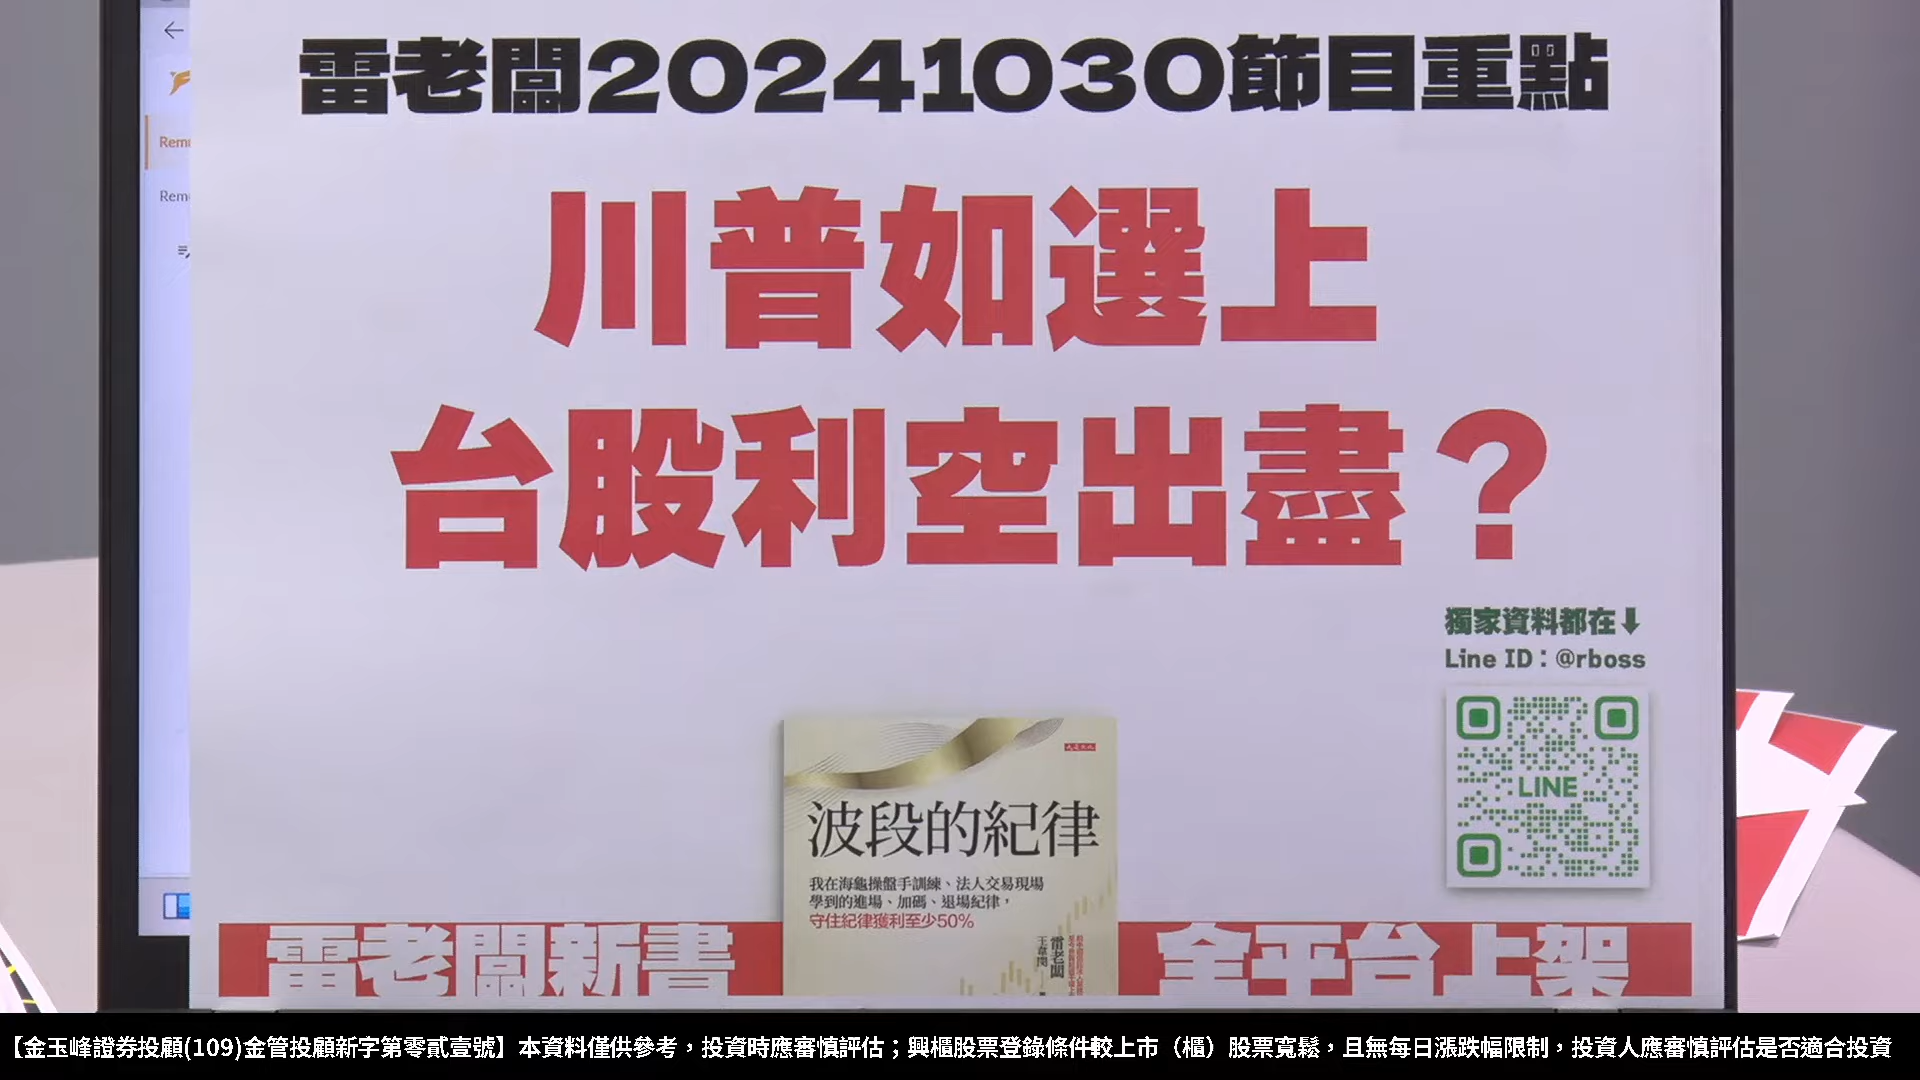 雷老闆20241030節目重點
川普如選上
台股利空出盡？
獨家資料都在⬇
Line ID：@rboss
LINE
Rem
Rem
波段的紀律
我在海龜操盤手訓練、法人交易現場
學到的進場、加碼、退場紀律，
守住紀律獲利至少50%
雷老闆
王韋閔
雷老闆新書
全平台上架
【金玉峰證券投顧(109)金管投顧新字第零貳壹號】本資料僅供參考，投資時應審慎評估；興櫃股票登錄條件較上市（櫃）股票寬鬆，且無每日漲跌幅限制，投資人應審慎評估是否適合投資